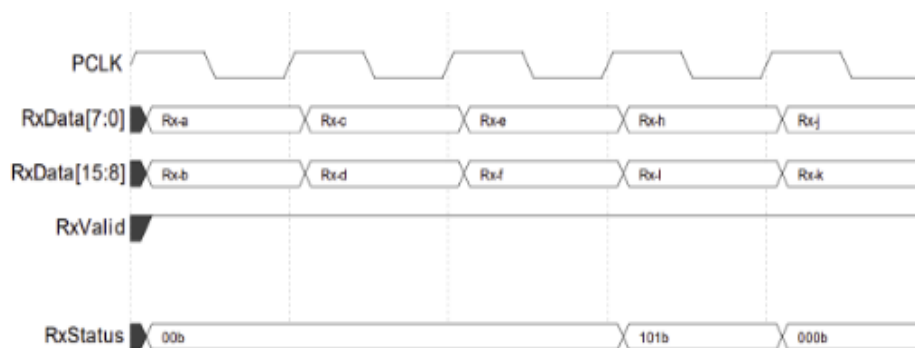 PCLK
RxData[7:0] Rx-a Rx-c Rx-e Rx-h Rx-j
RxData[15:8] Rx-b Rx-d Rx-f Rx-I Rx-k
RxValid
RxStatus 00b 101b 000b